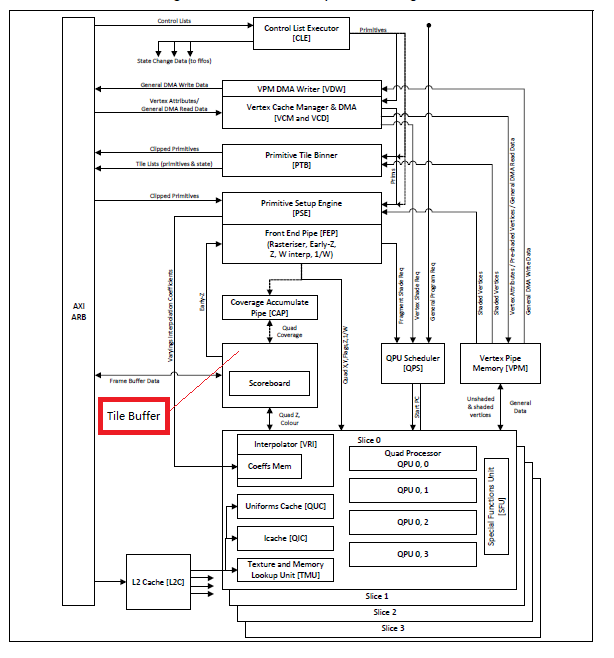 Control Lists
Control List Executor
[CLE]
Primitives
State Change Data (to fifos)
General DMA Write Data
VPM DMA Writer [VDW]
Vertex Attributes/
General DMA Read Data
Vertex Cache Manager & DMA
[VCM and VCD]
Clipped Primitives
Tile Lists (primitives & state)
Primitive Tile Binner
[PTB]
Prims
Clipped Primitives
Primitive Setup Engine
[PSE]
Front End Pipe [FEP]
(Rasteriser, Early-Z,
Z, W interp, 1/W)
Varyings Interpolation Coefficients
Early-Z
Fragment Shade Req
Vertex Shade Req
General Program Req
Shaded Vertices
Shaded Vertices
Vertex Attributes / Pre-shaded Vertices / General DMA Read Data
General DMA Write Data
AXI
ARB
Coverage Accumulate
Pipe [CAP]
Quad
Coverage
Quad X,Y,Flags,Z,1/W
QPU Scheduler
[QPS]
Vertex Pipe
Memory [VPM]
Frame Buffer Data
Scoreboard
Tile Buffer
Quad Z,
Colour
Start PC
Unshaded
& shaded
vertices
General
Data
Slice 0
Interpolator [VRI]
Coeffs Mem
Quad Processor
QPU 0, 0
QPU 0, 1
QPU 0, 2
QPU 0, 3
Special Functions Unit
[SFU]
Uniforms Cache [QUC]
Icache [QIC]
Texture and Memory
Lookup Unit [TMU]
L2 Cache [L2C]
Slice 1
Slice 2
Slice 3